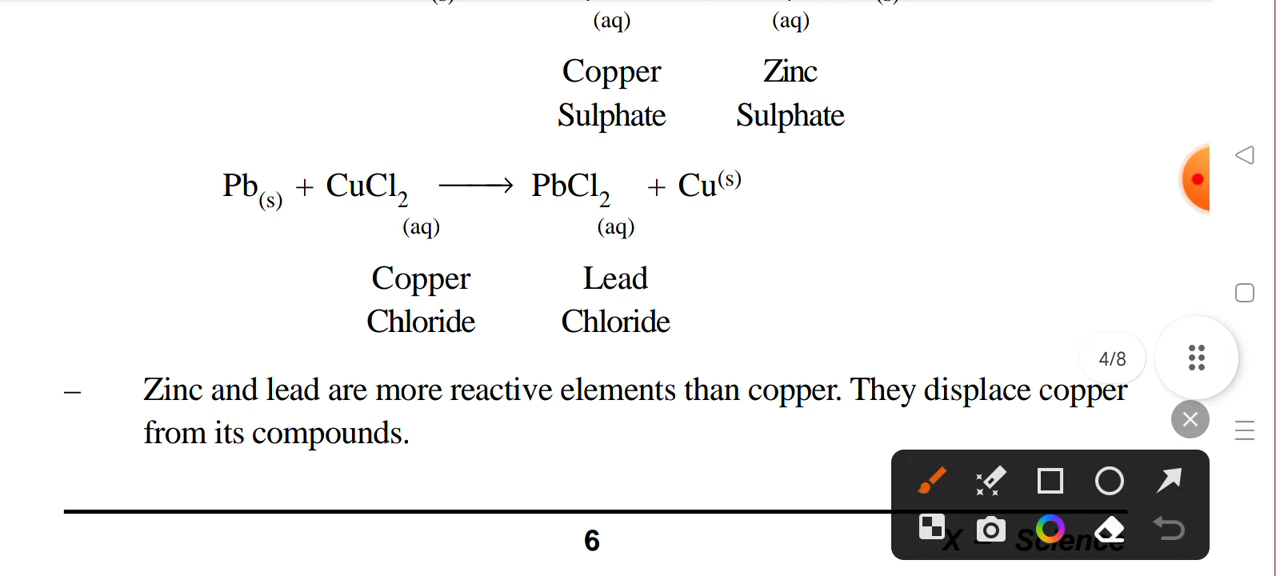 (aq) (aq)
Copper Zinc
Sulphate Sulphate
Pb(s) + CuCl2 ⟶ PbCl2 + Cu(s)
(aq) (aq)
Copper Lead
Chloride Chloride
4/8
– Zinc and lead are more reactive elements than copper. They displace copper
from its compounds.
6 X - Science